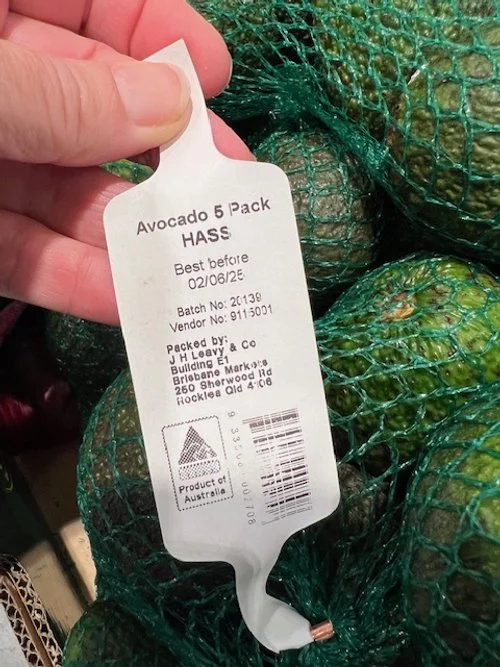 Avocado 5 Pack
HASS
Best before
02/06/25
Batch No: 20139
Vendor No: 9115001
Packed by:
J H Leavy & Co
Building E1
Brisbane Markets
250 Sherwood Rd
Rocklea Qld 4106
Product of
Australia